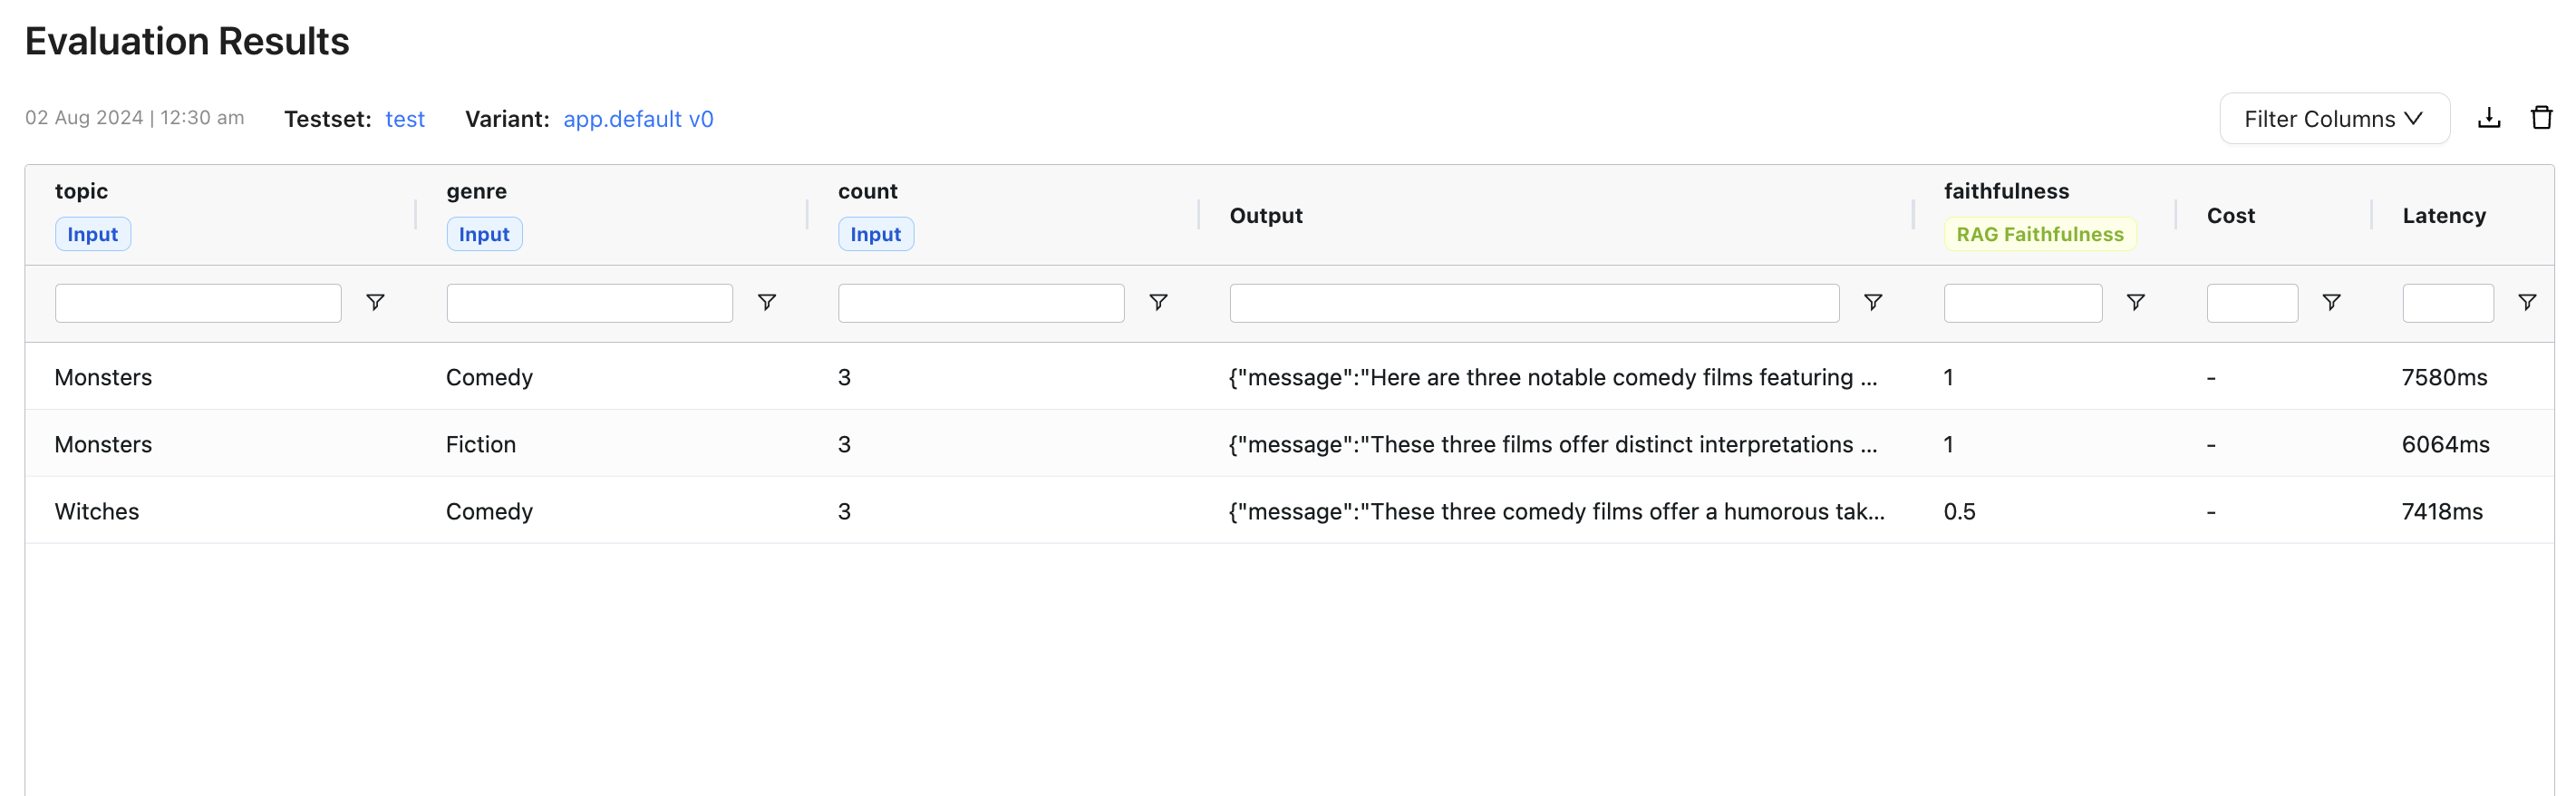 Evaluation Results
02 Aug 2024 | 12:30 am Testset: test Variant: app.default v0 Filter Columns
topic genre count Output faithfulness Cost Latency
Input Input Input RAG Faithfulness
Monsters Comedy 3 {"message":"Here are three notable comedy films featuring ... 1 - 7580ms
Monsters Fiction 3 {"message":"These three films offer distinct interpretations ... 1 - 6064ms
Witches Comedy 3 {"message":"These three comedy films offer a humorous tak... 0.5 - 7418ms